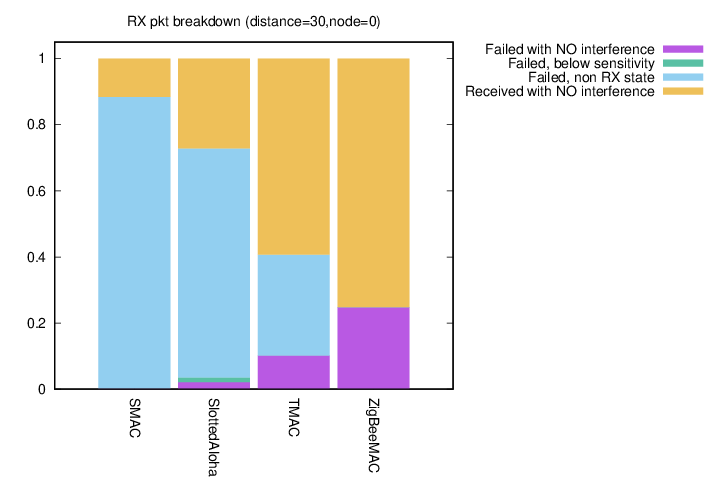 RX pkt breakdown (distance=30,node=0)
Failed with NO interference
Failed, below sensitivity
Failed, non RX state
Received with NO interference
1
0.8
0.6
0.4
0.2
0
SMAC
SlottedAloha
TMAC
ZigBeeMAC